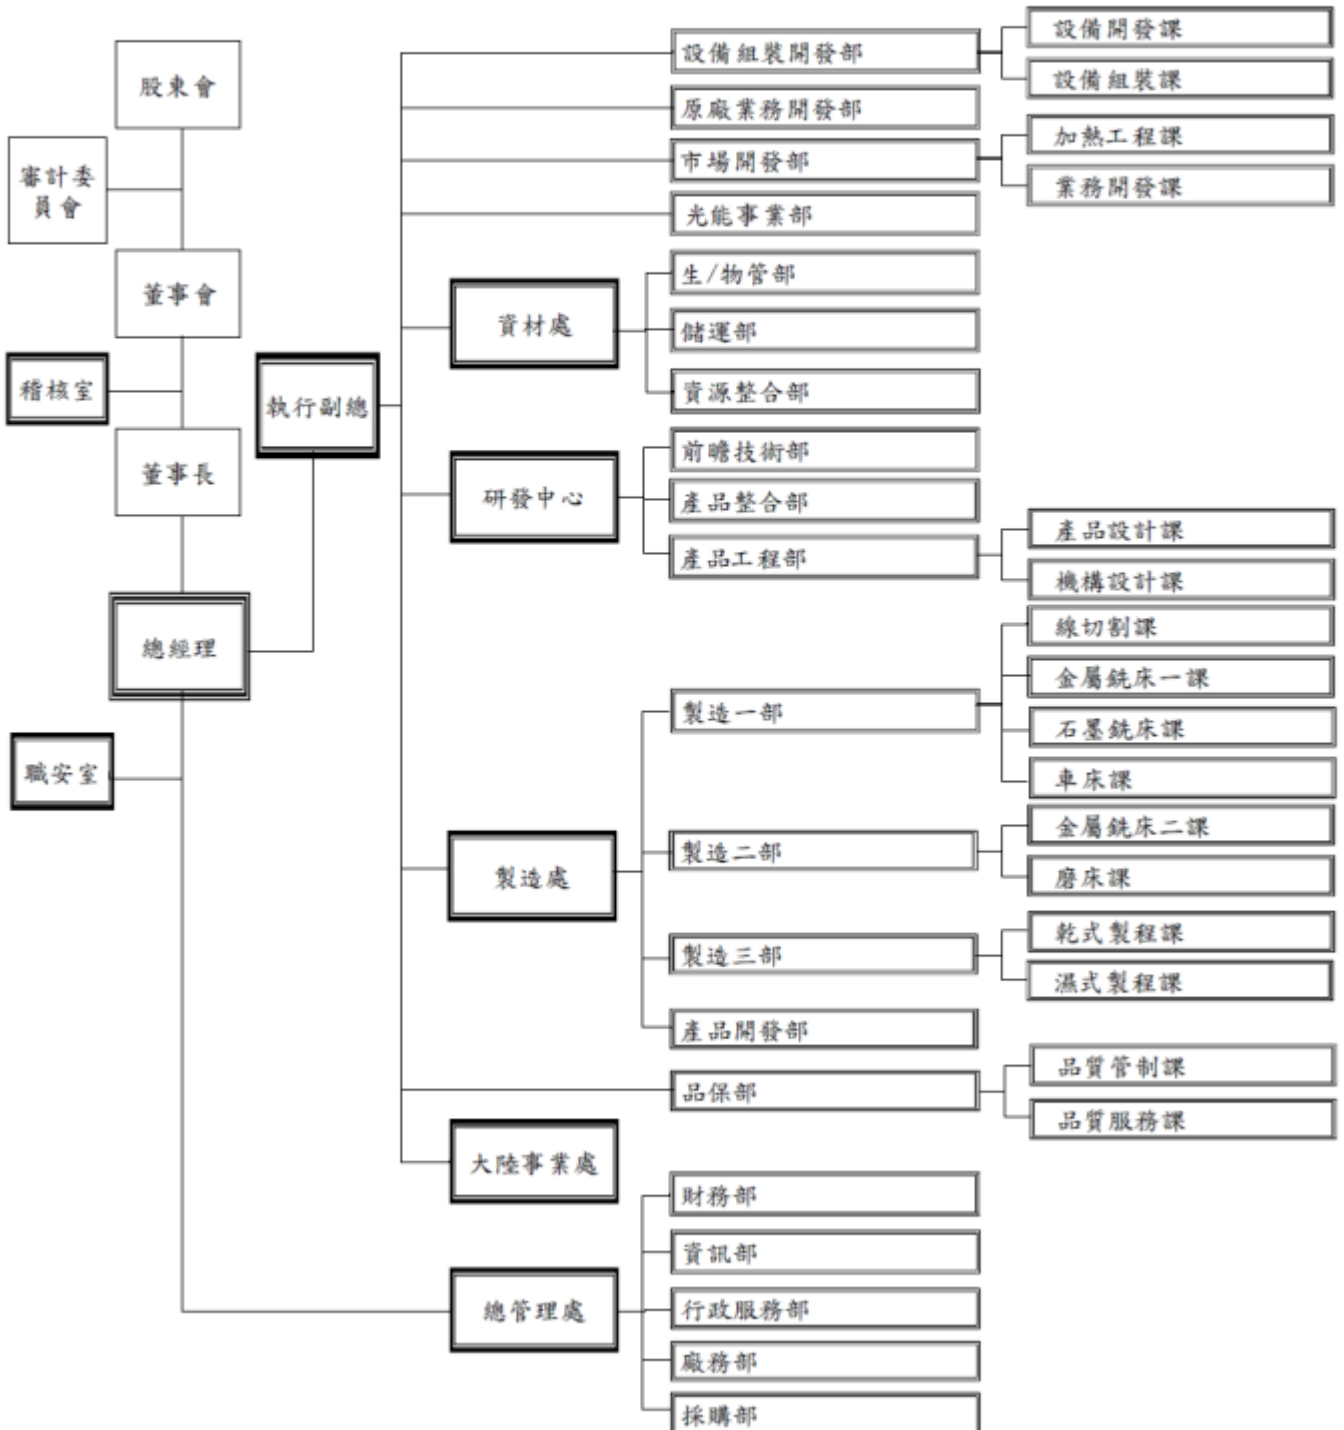 股東會
審計委
員會
董事會
稽核室
董事長
總經理
職安室
執行副總
設備組裝開發部
設備開發課
設備組裝課
原廠業務開發部
市場開發部
加熱工程課
業務開發課
光能事業部
資材處
生/物管部
儲運部
資源整合部
研發中心
前瞻技術部
產品整合部
產品工程部
產品設計課
機構設計課
製造處
製造一部
線切割課
金屬銑床一課
石墨銑床課
車床課
製造二部
金屬銑床二課
磨床課
製造三部
乾式製程課
濕式製程課
產品開發部
品保部
品質管制課
品質服務課
大陸事業處
總管理處
財務部
資訊部
行政服務部
廠務部
採購部